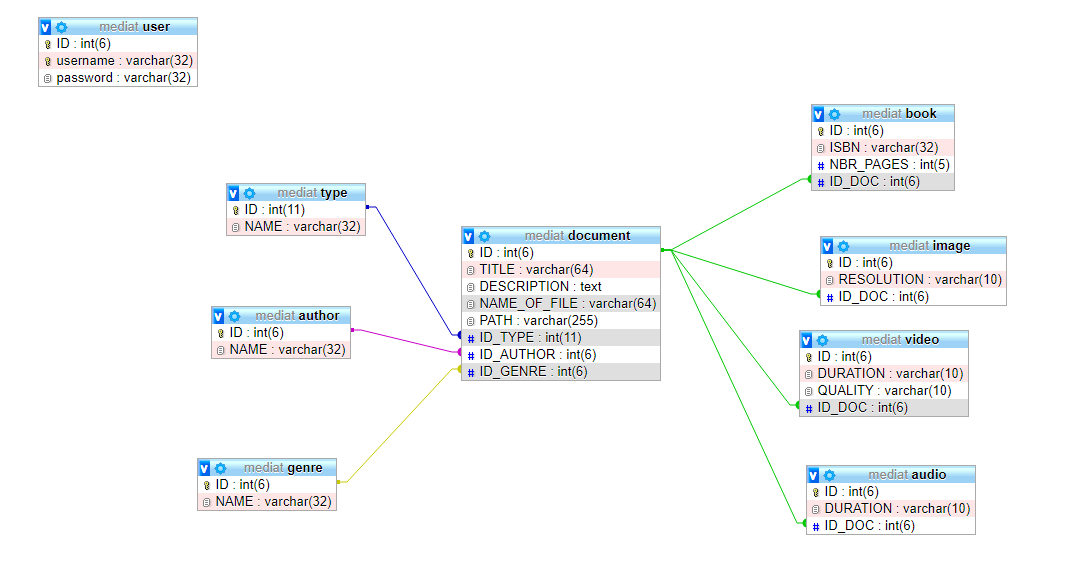 mediat user
ID : int(6)
username : varchar(32)
password : varchar(32)
mediat type
ID : int(11)
NAME : varchar(32)
mediat author
ID : int(6)
NAME : varchar(32)
mediat genre
ID : int(6)
NAME : varchar(32)
mediat document
ID : int(6)
TITLE : varchar(64)
DESCRIPTION : text
NAME_OF_FILE : varchar(64)
PATH : varchar(255)
# ID_TYPE : int(11)
# ID_AUTHOR : int(6)
# ID_GENRE : int(6)
mediat book
ID : int(6)
ISBN : varchar(32)
# NBR_PAGES : int(5)
# ID_DOC : int(6)
mediat image
ID : int(6)
RESOLUTION : varchar(10)
# ID_DOC : int(6)
mediat video
ID : int(6)
DURATION : varchar(10)
QUALITY : varchar(10)
# ID_DOC : int(6)
mediat audio
ID : int(6)
DURATION : varchar(10)
# ID_DOC : int(6)